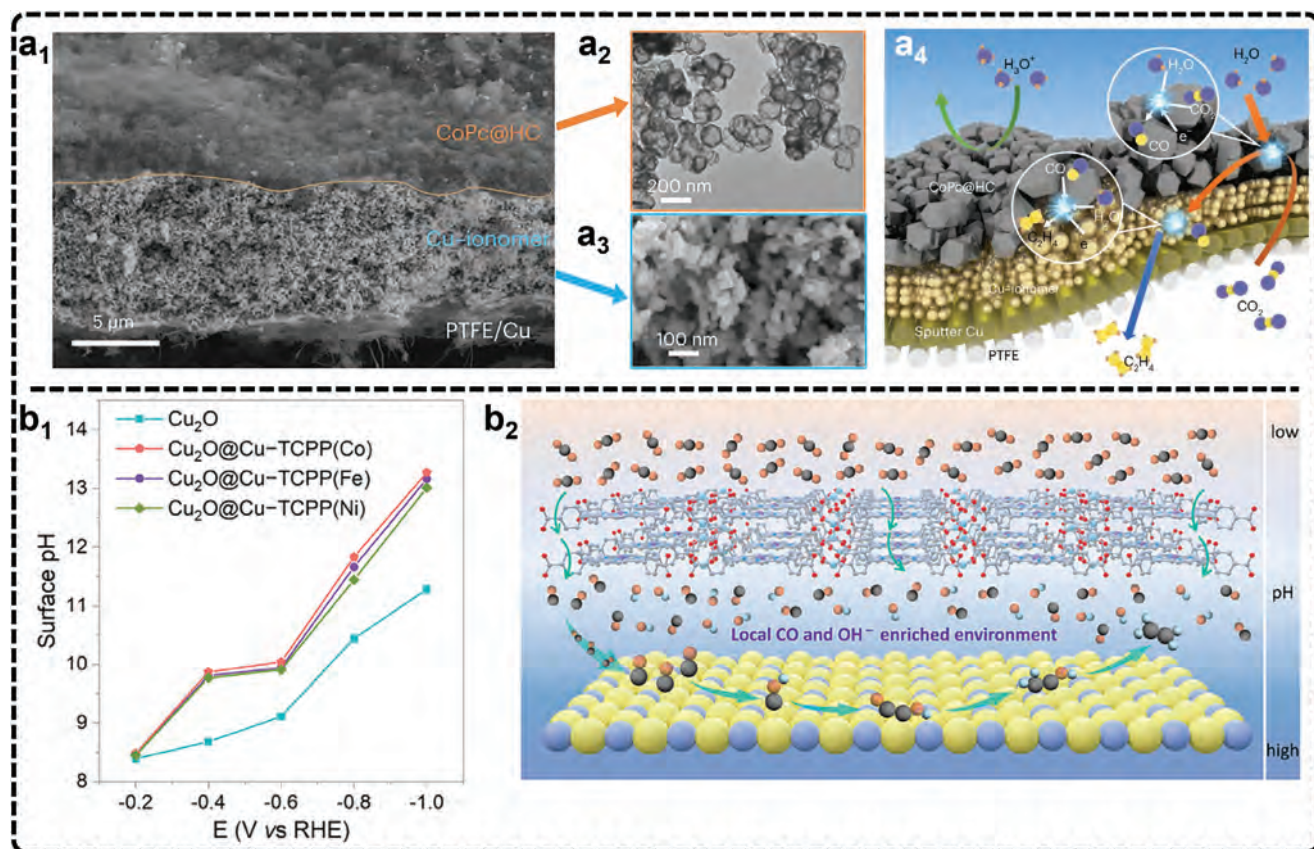 a1
CoPc@HC
Cu-ionomer
5 µm
PTFE/Cu
a2
200 nm
a3
100 nm
a4
H3O+
H2O
H2O
CO2
CO
e−
CoPc@HC
CO
H2O
C2H4
e
Cu-ionomer
Sputter Cu
PTFE
CO2
C2H4
b1
Cu2O
Cu2O@Cu−TCPP(Co)
Cu2O@Cu−TCPP(Fe)
Cu2O@Cu−TCPP(Ni)
Surface pH
14
13
12
11
10
9
8
-0.2 -0.4 -0.6 -0.8 -1.0
E (V vs RHE)
b2
low
pH
Local CO and OH− enriched environment
high